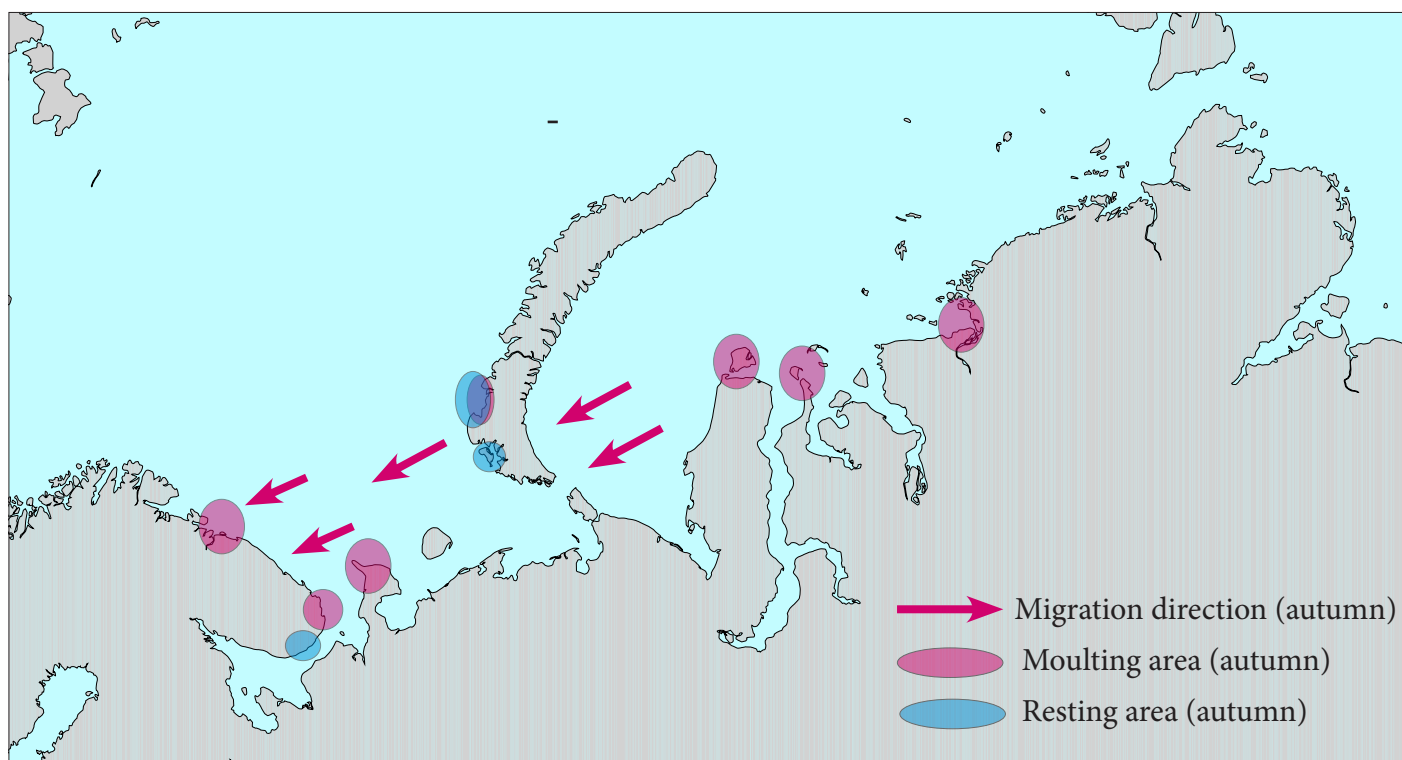 Migration direction (autumn)
Moulting area (autumn)
Resting area (autumn)